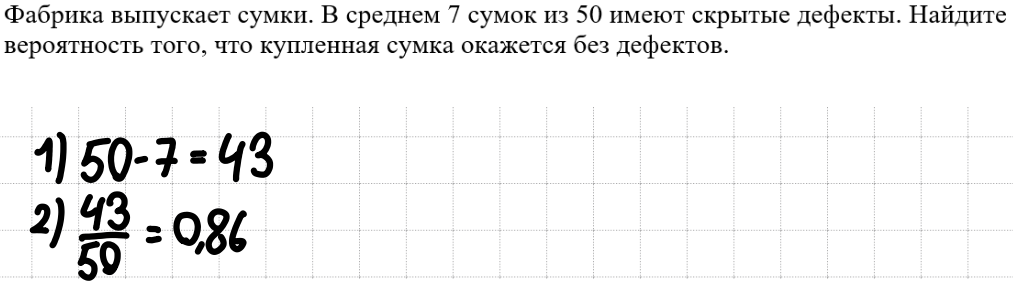 Фабрика выпускает сумки. В среднем 7 сумок из 50 имеют скрытые дефекты. Найдите
вероятность того, что купленная сумка окажется без дефектов.
1) 50-7=43
2) 43/50 = 0,86